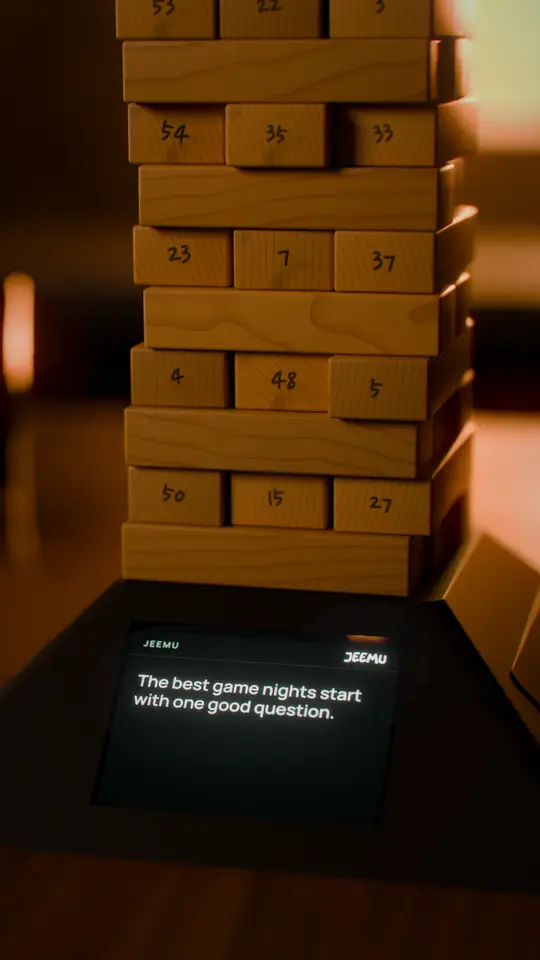 53 22 3
54 35 33
23 7 37
4 48 5
50 15 27
JEEMU
JEEMU
The best game nights start
with one good question.